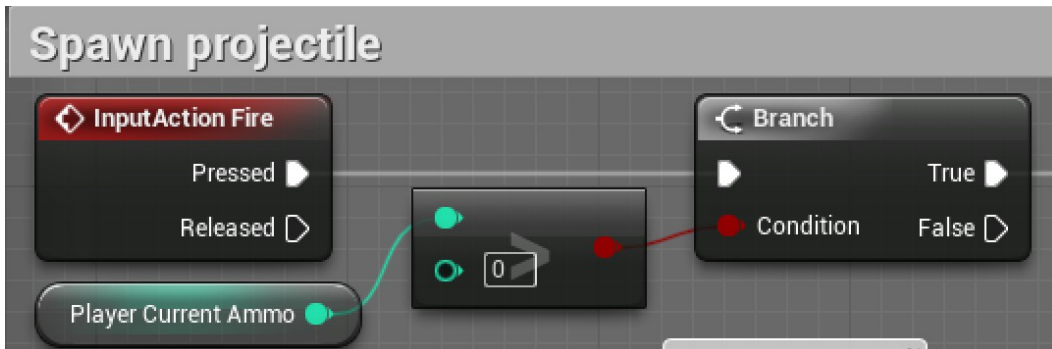 Spawn projectile
InputAction Fire
Pressed
Released
Player Current Ammo
>
0
Branch
True
Condition
False